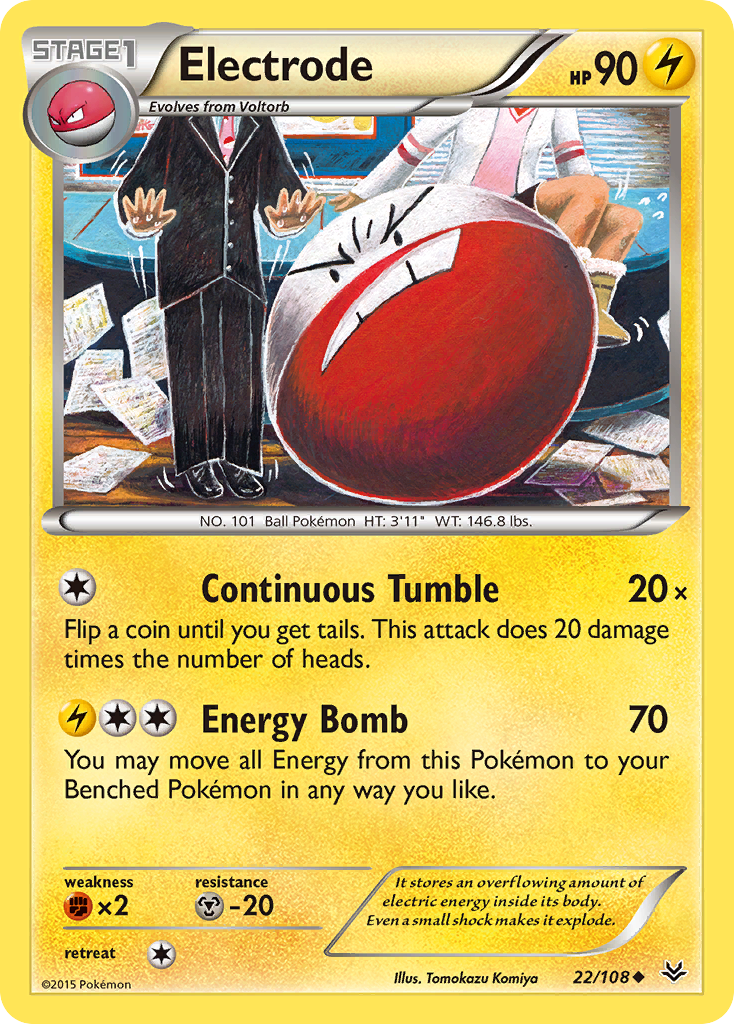 STAGE1
Electrode
HP 90
Evolves from Voltorb
NO. 101 Ball Pokémon HT: 3'11" WT: 146.8 lbs.
Continuous Tumble 20×
Flip a coin until you get tails. This attack does 20 damage
times the number of heads.
Energy Bomb 70
You may move all Energy from this Pokémon to your
Benched Pokémon in any way you like.
weakness
×2
resistance
-20
retreat
It stores an overflowing amount of
electric energy inside its body.
Even a small shock makes it explode.
©2015 Pokémon
Illus. Tomokazu Komiya
22/108